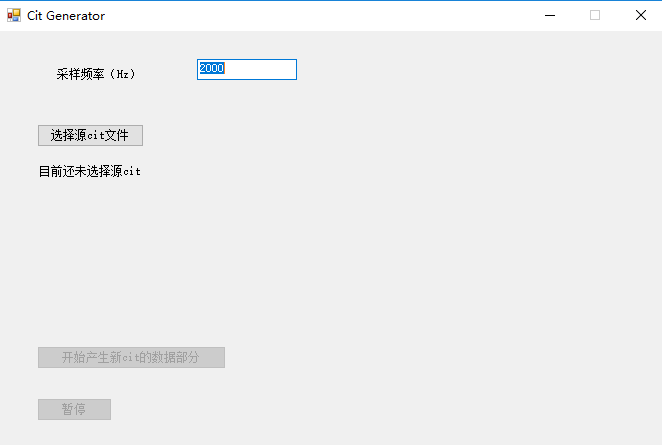 Cit Generator
采样频率（Hz） 2000
选择源cit文件
目前还未选择源cit
开始产生新cit的数据部分
暂停